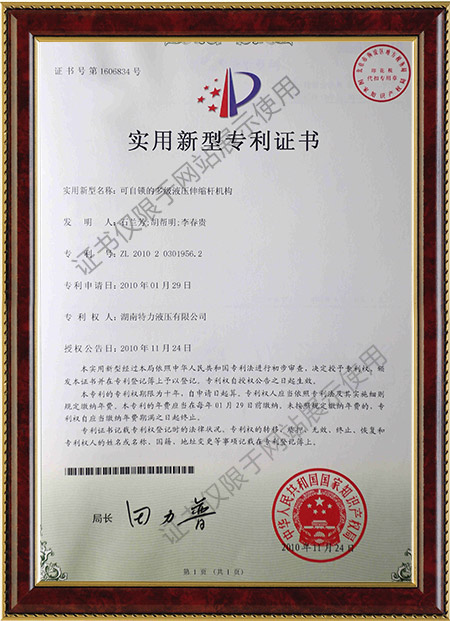 证书号第1606834号
印花税
代扣专用章
实用新型专利证书
实用新型名称：可自锁的多级液压伸缩杆机构
发 明 人：石兰芳;胡帮明;李春贵
专 利 号：ZL 2010 2 0301956.2
专利申请日：2010年01月29日
专 利 权 人：湖南特力液压有限公司
授权公告日：2010年11月24日
本实用新型经过本局依照中华人民共和国专利法进行初步审查，决定授予专利权，颁
发本证书并在专利登记簿上予以登记。专利权自授权公告之日起生效。
本专利的专利权期限为十年，自申请日起算。专利权人应当依照专利法及其实施细则
规定缴纳年费。本专利的年费应当在每年01月29日前缴纳。未按照规定缴纳年费的，专
利权自应当缴纳年费期满之日起终止。
专利证书记载专利权登记时的法律状况。专利权的转移、质押、无效、终止、恢复和
专利权人的姓名或名称、国籍、地址变更等事项记载在专利登记簿上。
局长 田力普
中华人民共和国国家知识产权局
2010年11月24日
第1页（共1页）
证书仅限于网站展示使用
证书仅限于网站展示使用